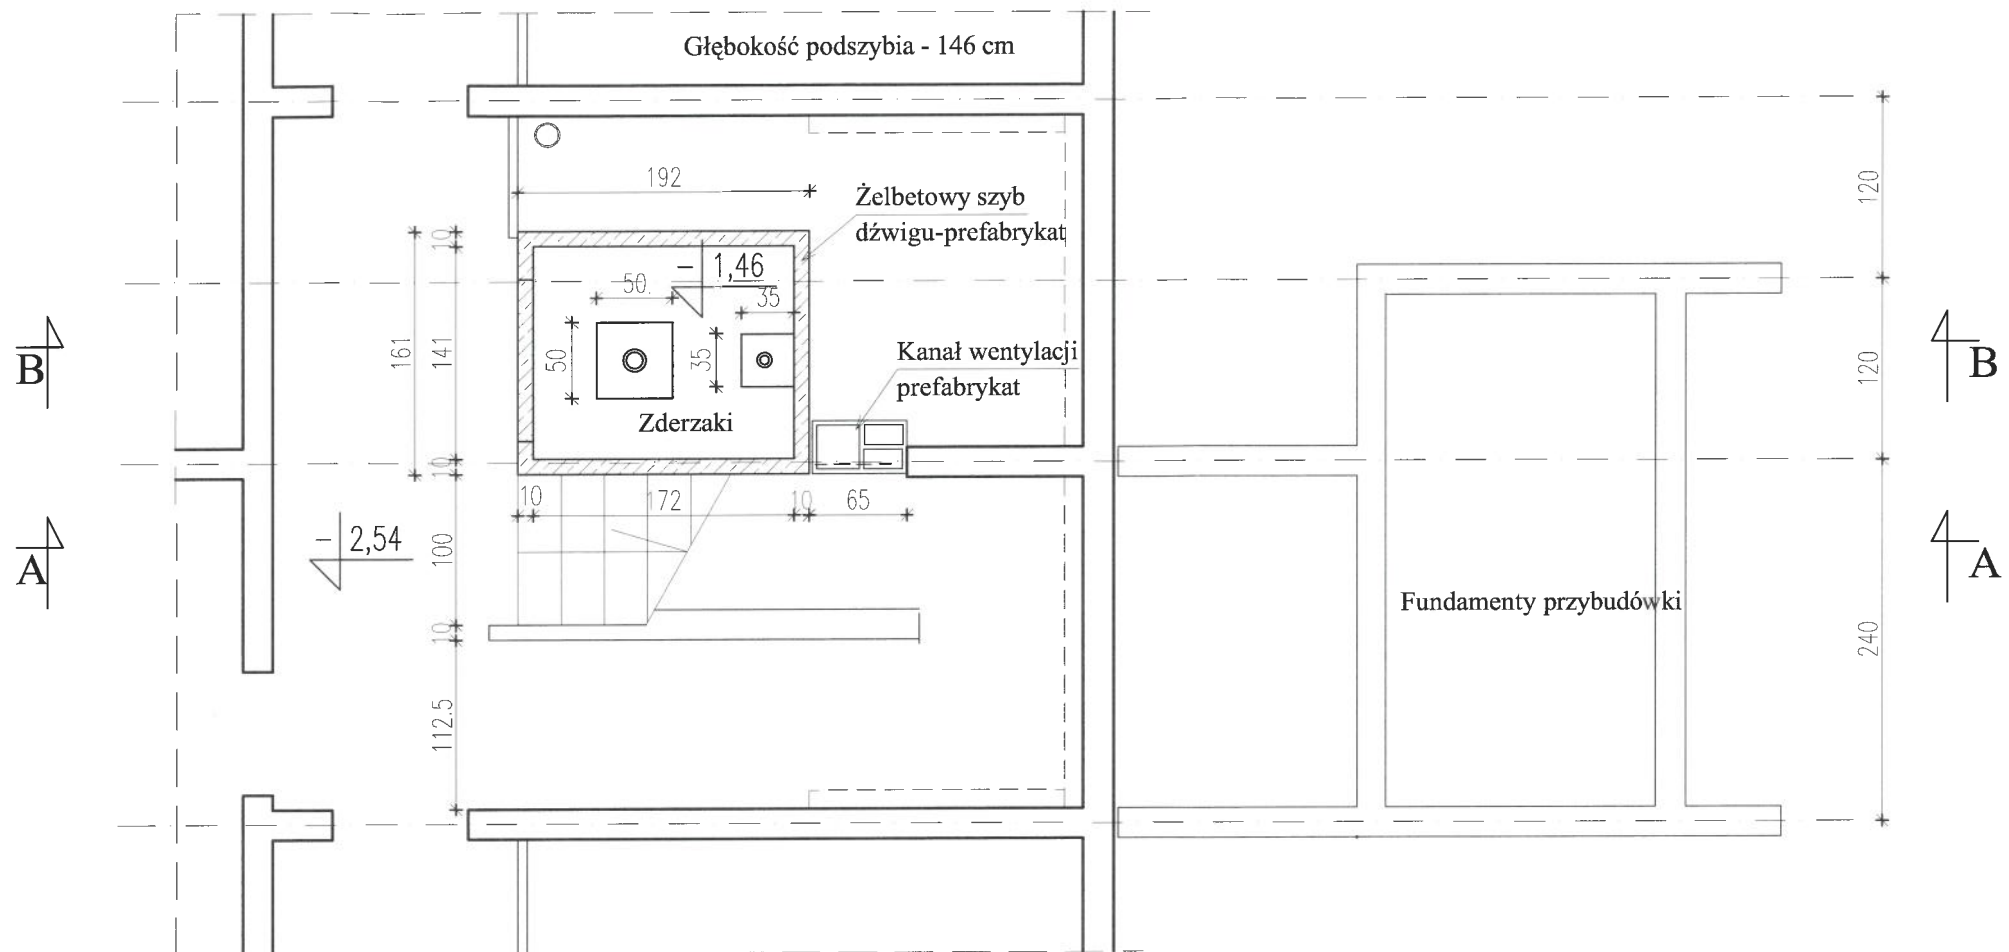 Głębokość podszybia - 146 cm
192
120
Żelbetowy szyb
dźwigu-prefabrykat
10
- 1,46
50
35
161
141
50
35
Kanał wentylacji
prefabrykat
120
B
B
Zderzaki
10
10
172
10
65
- 2,54
100
A
A
Fundamenty przybudówki
10
240
112.5